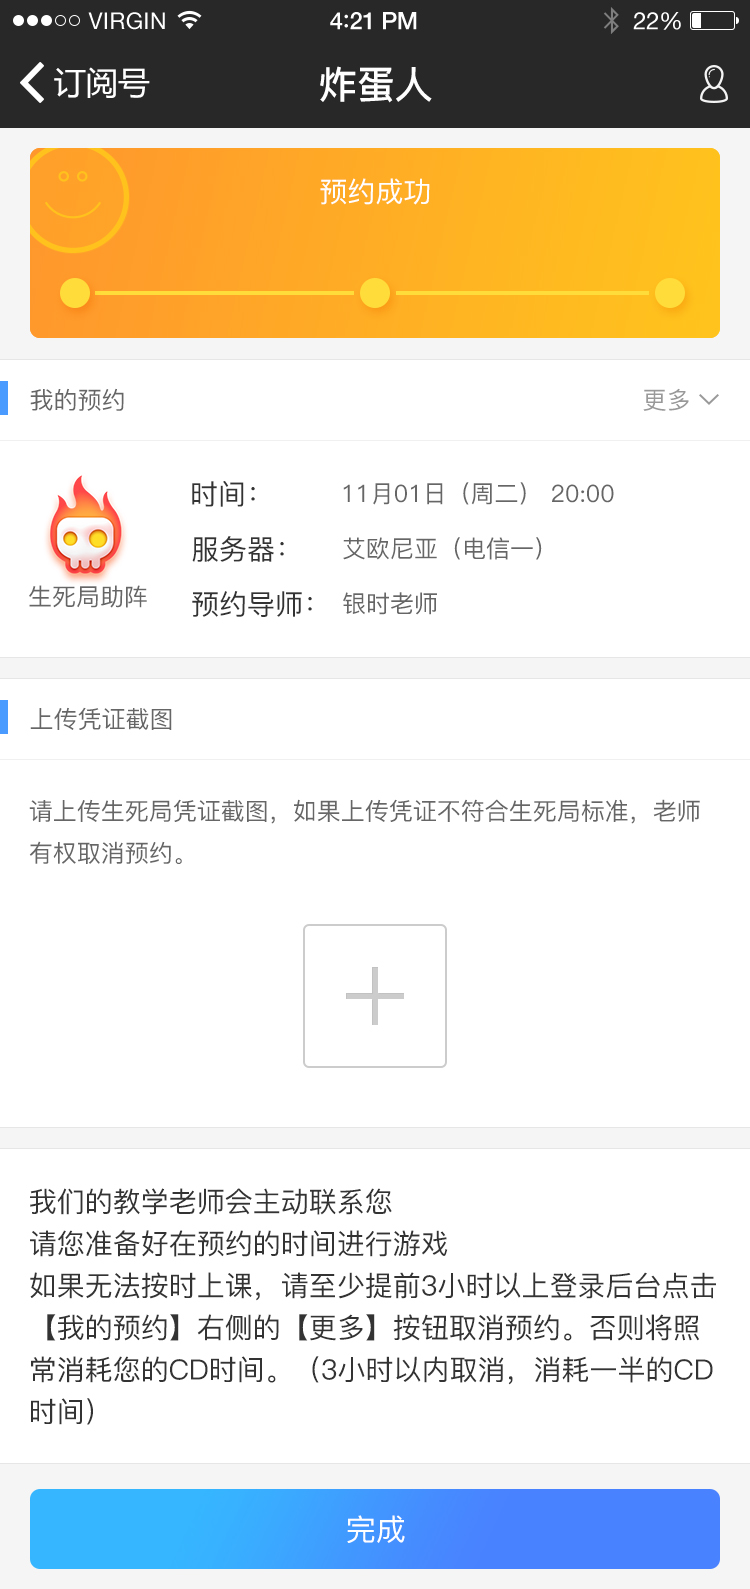 VIRGIN 4:21 PM 22%
订阅号 炸蛋人
预约成功
我的预约 更多
时间： 11月01日（周二） 20:00
服务器： 艾欧尼亚（电信一）
生死局助阵
预约导师： 银时老师
上传凭证截图
请上传生死局凭证截图，如果上传凭证不符合生死局标准，老师
有权取消预约。
我们的教学老师会主动联系您
请您准备好在预约的时间进行游戏
如果无法按时上课，请至少提前3小时以上登录后台点击
【我的预约】右侧的【更多】按钮取消预约。否则将照
常消耗您的CD时间。（3小时以内取消，消耗一半的CD
时间）
完成